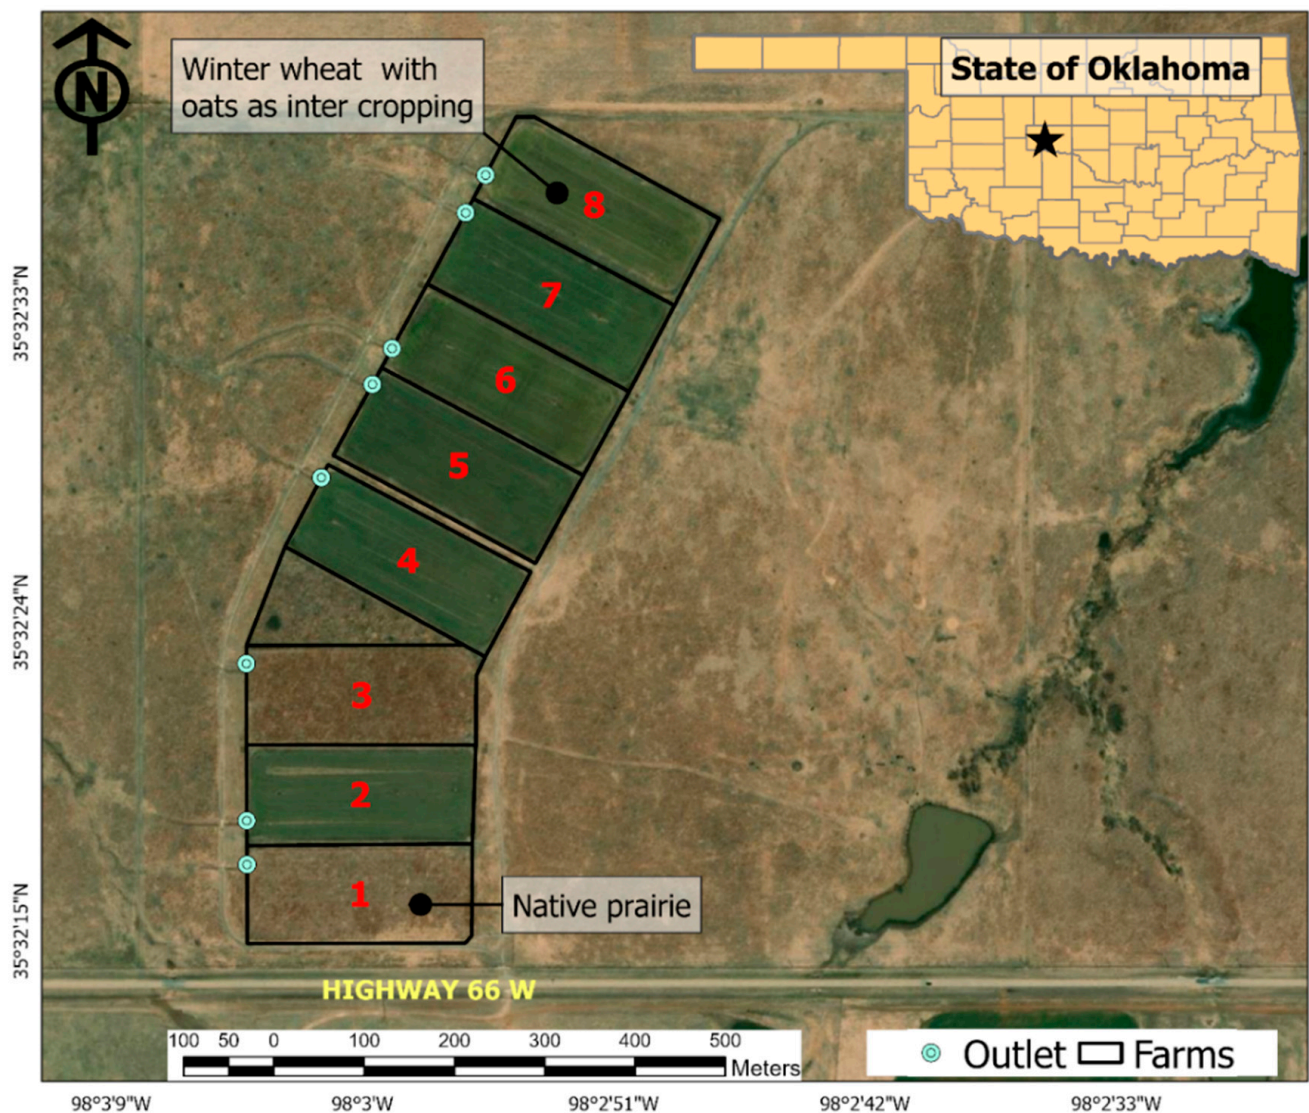 N
Winter wheat with
oats as inter cropping
State of Oklahoma
8
7
6
5
4
3
2
1
Native prairie
HIGHWAY 66 W
35°32'33"N
35°32'24"N
35°32'15"N
100 50 0 100 200 300 400 500
Meters
Outlet Farms
98°3'9"W 98°3'W 98°2'51"W 98°2'42"W 98°2'33"W